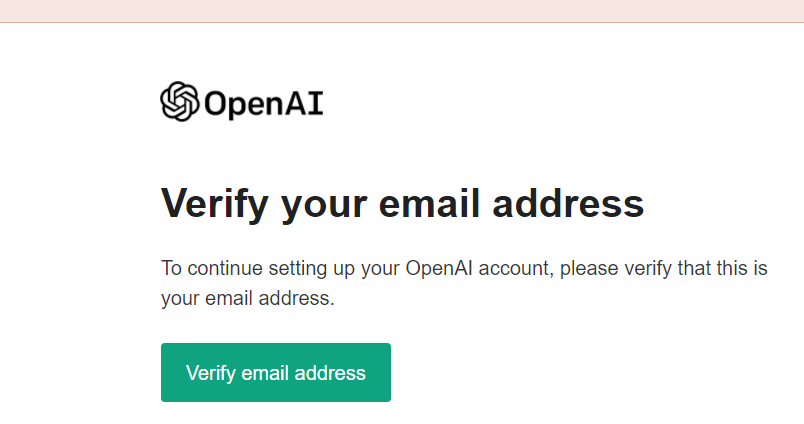 OpenAI
Verify your email address
To continue setting up your OpenAI account, please verify that this is
your email address.
Verify email address